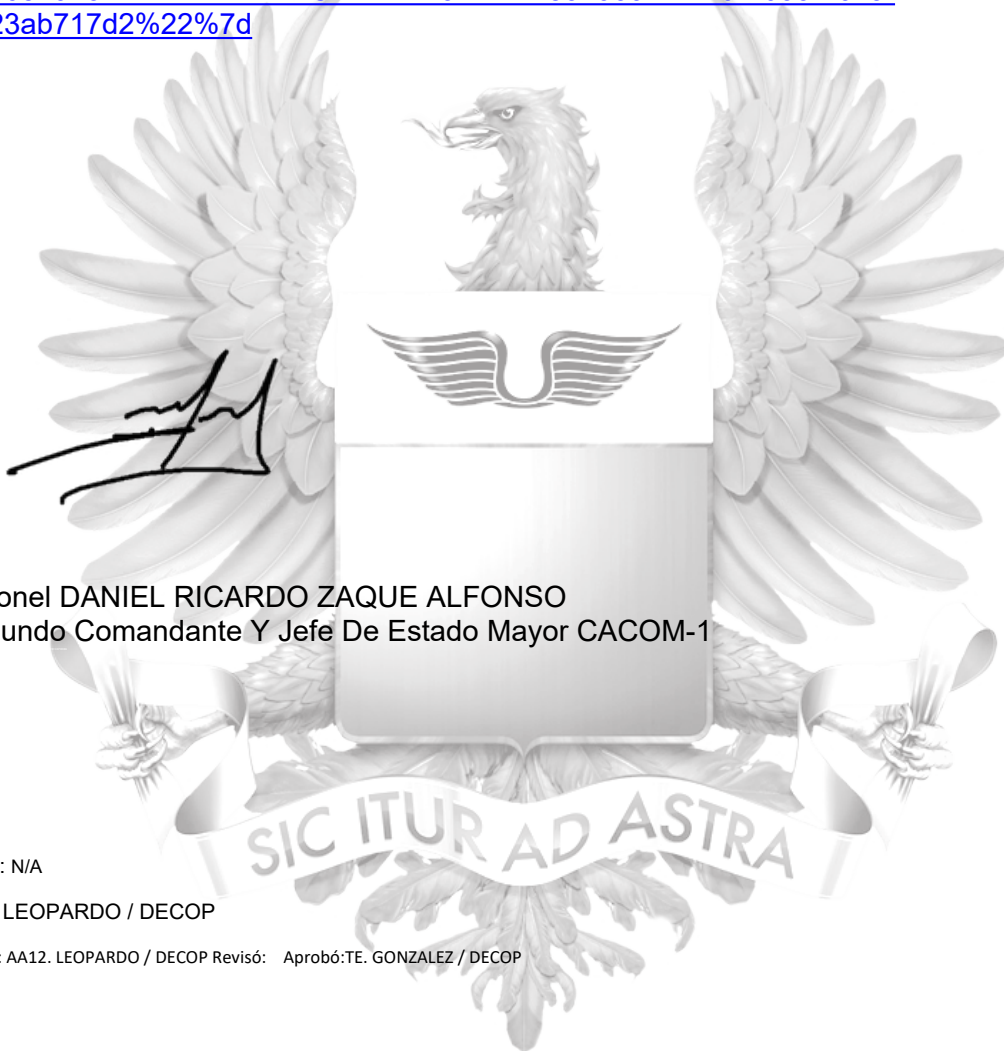 23ab717d2%22%7d
onel DANIEL RICARDO ZAQUE ALFONSO
undo Comandante Y Jefe De Estado Mayor CACOM-1
SIC ITUR AD ASTRA
: N/A
LEOPARDO / DECOP
: AA12. LEOPARDO / DECOP Revisó: Aprobó:TE. GONZALEZ / DECOP